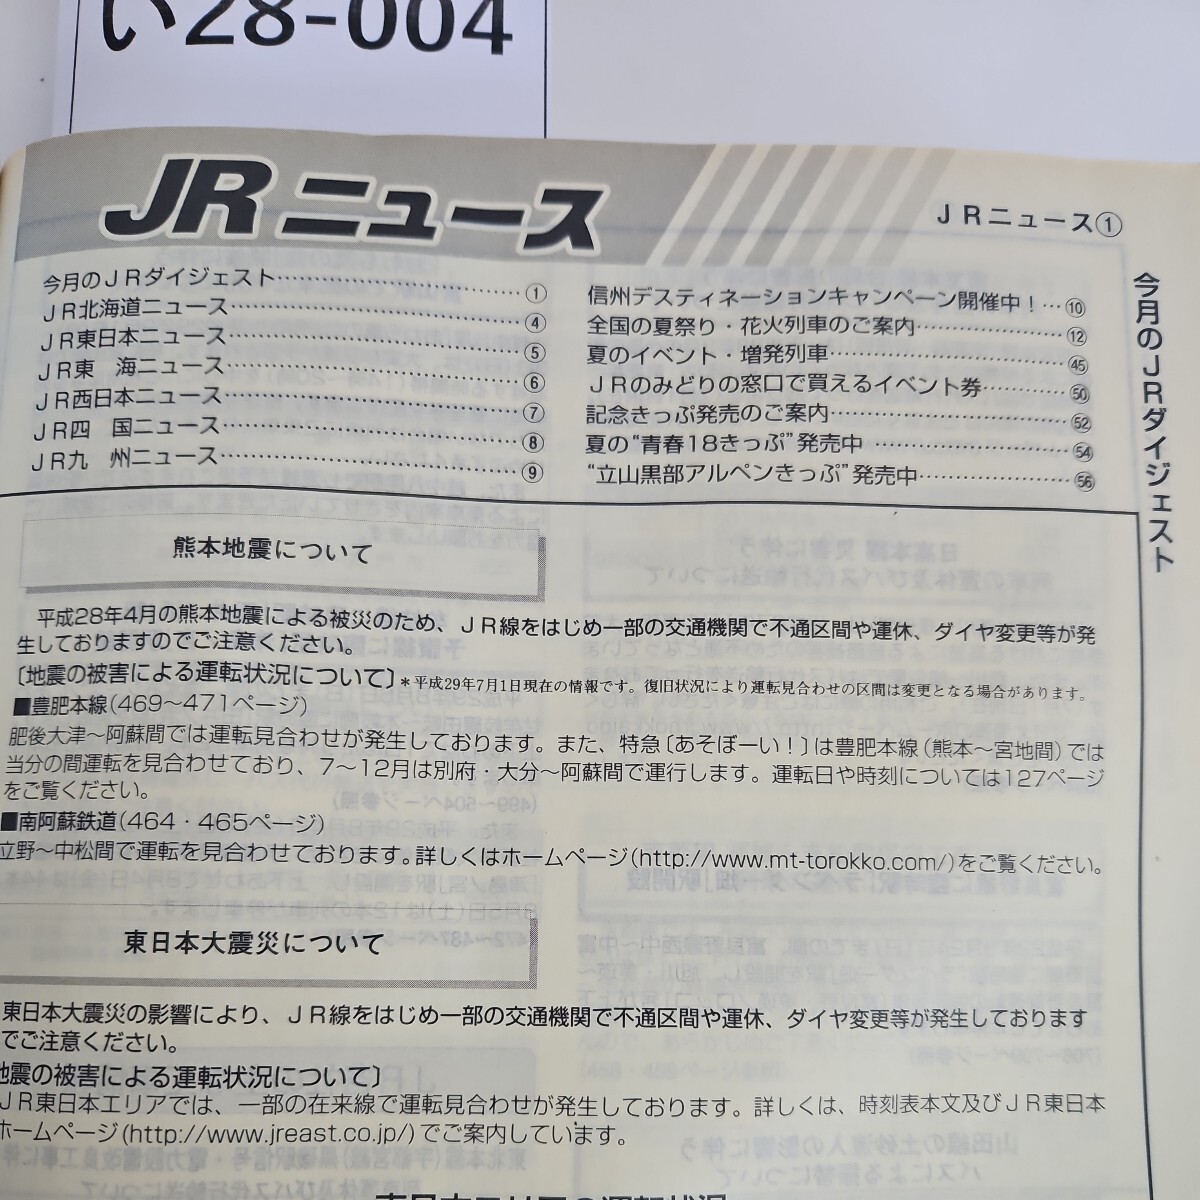 い28-004
JRニュース
JRニュース①
今月のJRダイジェスト
今月のJRダイジェスト……①
JR北海道ニュース……④
JR東日本ニュース……⑤
JR東　海ニュース……⑥
JR西日本ニュース……⑦
JR四　国ニュース……⑧
JR九　州ニュース……⑨
信州デスティネーションキャンペーン開催中！…⑩
全国の夏祭り・花火列車のご案内……⑫
夏のイベント・増発列車……㊺
JRのみどりの窓口で買えるイベント券……㊿
記念きっぷ発売のご案内……52
夏の“青春18きっぷ”発売中……54
“立山黒部アルペンきっぷ”発売中……56
熊本地震について
平成28年4月の熊本地震による被災のため、JR線をはじめ一部の交通機関で不通区間や運休、ダイヤ変更等が発
生しておりますのでご注意ください。
〔地震の被害による運転状況について〕＊平成29年7月1日現在の情報です。復旧状況により運転見合わせの区間は変更となる場合があります。
■豊肥本線（469～471ページ）
肥後大津～阿蘇間では運転見合わせが発生しております。また、特急〔あそぼーい！〕は豊肥本線（熊本～宮地間）では
当分の間運転を見合わせており、7～12月は別府・大分～阿蘇間で運行します。運転日や時刻については127ページ
をご覧ください。
■南阿蘇鉄道（464・465ページ）
立野～中松間で運転を見合わせております。詳しくはホームページ（http://www.mt-torokko.com/）をご覧ください。
東日本大震災について
東日本大震災の影響により、JR線をはじめ一部の交通機関で不通区間や運休、ダイヤ変更等が発生しております
でご注意ください。
地震の被害による運転状況について〕
JR東日本エリアでは、一部の在来線で運転見合わせが発生しております。詳しくは、時刻表本文及びJR東日本
ホームページ（http://www.jreast.co.jp/）でご案内しています。